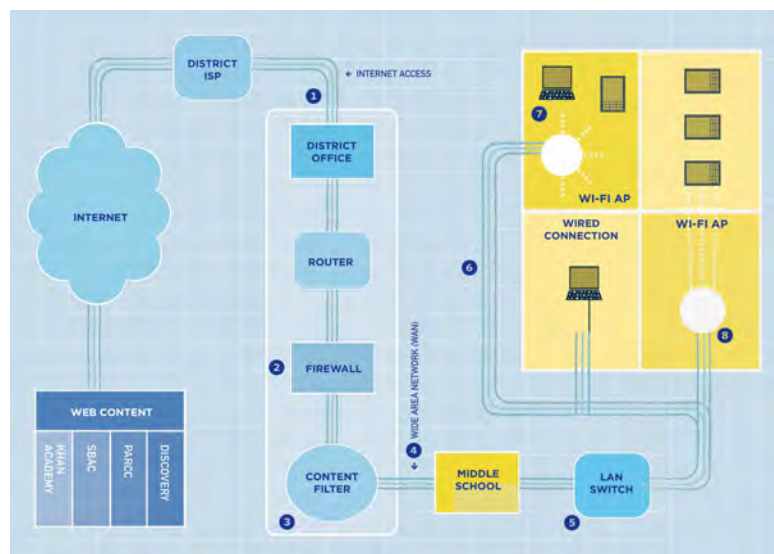 DISTRICT
ISP
← INTERNET ACCESS
1
DISTRICT
OFFICE
INTERNET
ROUTER
2
FIREWALL
WEB CONTENT
KHAN
ACADEMY
SBAC
PARCC
DISCOVERY
CONTENT
FILTER
3
← WIDE AREA NETWORK (WAN)
4
MIDDLE
SCHOOL
LAN
SWITCH
5
6
7
WI-FI AP
WIRED
CONNECTION
WI-FI AP
8